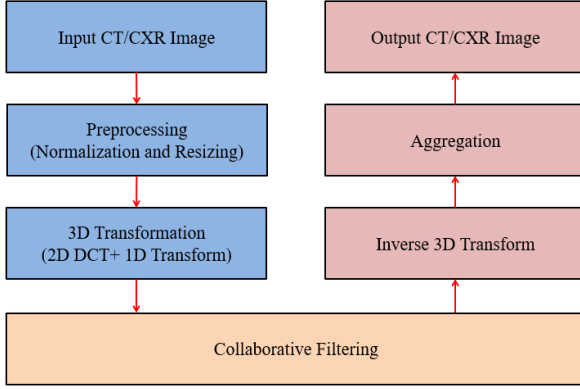 Input CT/CXR Image
Preprocessing
(Normalization and Resizing)
3D Transformation
(2D DCT+ 1D Transform)
Collaborative Filtering
Inverse 3D Transform
Aggregation
Output CT/CXR Image